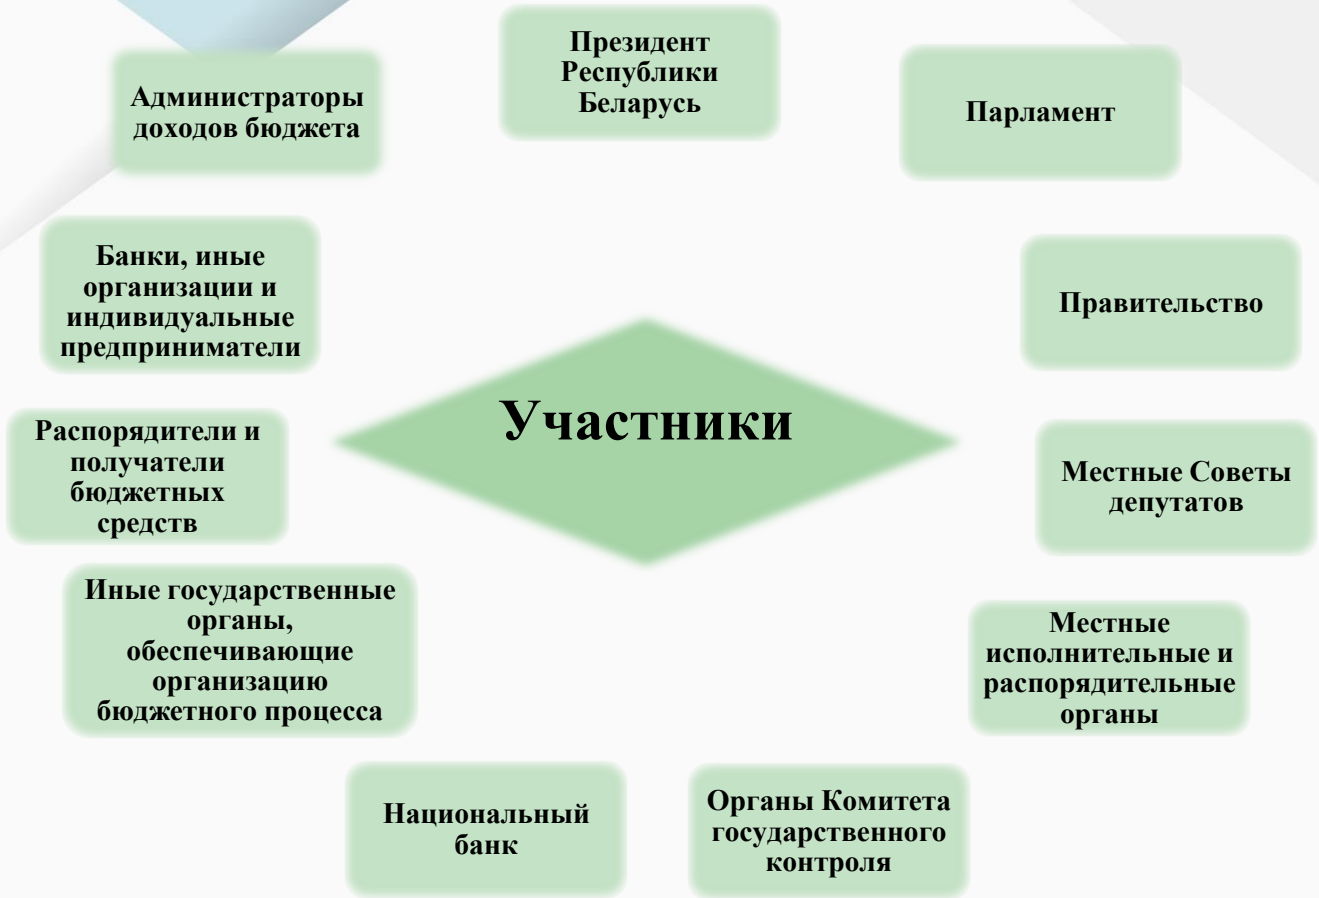 Президент
Республики
Беларусь
Администраторы
доходов бюджета
Парламент
Банки, иные
организации и
индивидуальные
предприниматели
Правительство
Участники
Распорядители и
получатели
бюджетных
средств
Местные Советы
депутатов
Иные государственные
органы,
обеспечивающие
организацию
бюджетного процесса
Местные
исполнительные и
распорядительные
органы
Национальный
банк
Органы Комитета
государственного
контроля